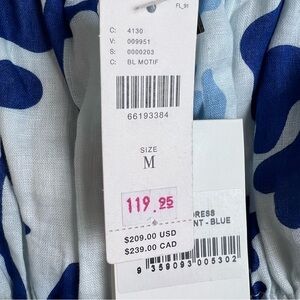 FL_91
C: 4130
V: 009951
S: 0000203
C: BL MOTIF
66193384
SIZE
M
119.95
$209.00 USD
$239.00 CAD
DRESS
NT - BLUE
9 359093 005302